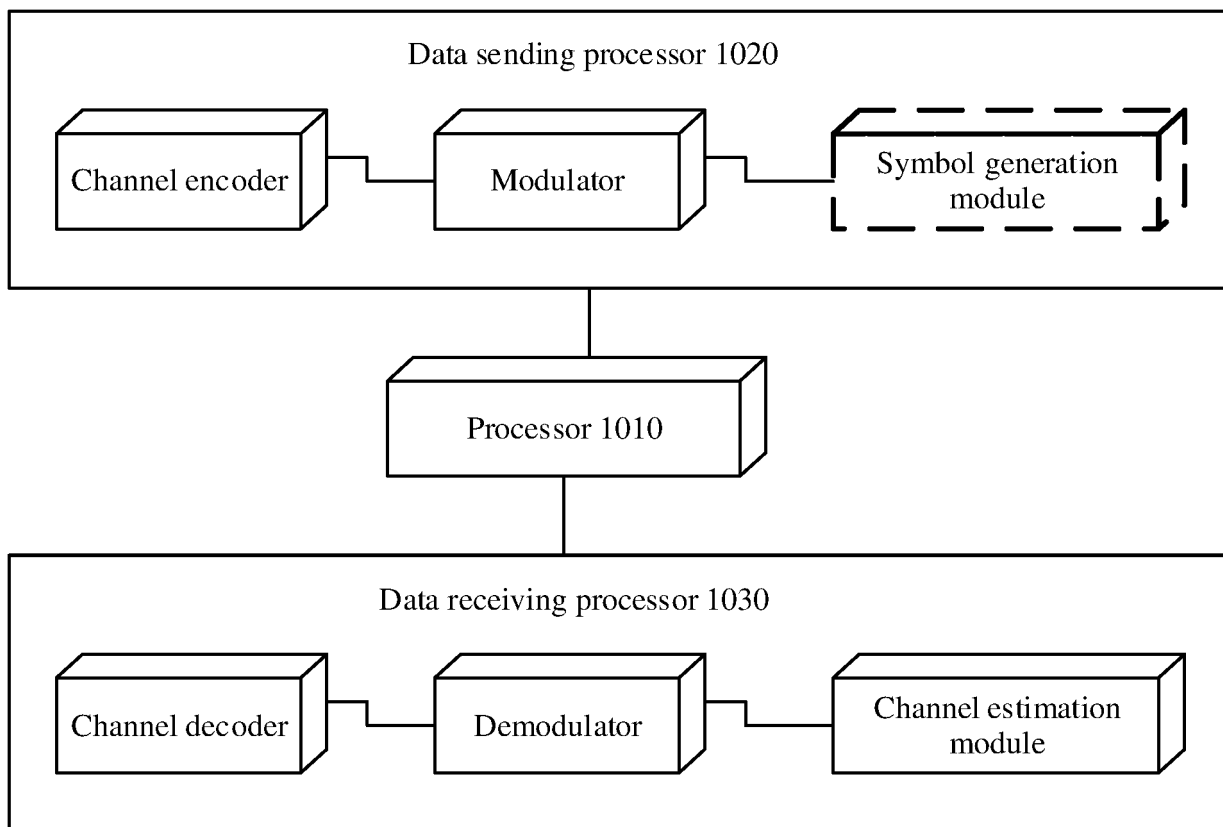 Data sending processor 1020
Channel encoder
Modulator
Symbol generation
module
Processor 1010
Data receiving processor 1030
Channel decoder
Demodulator
Channel estimation
module